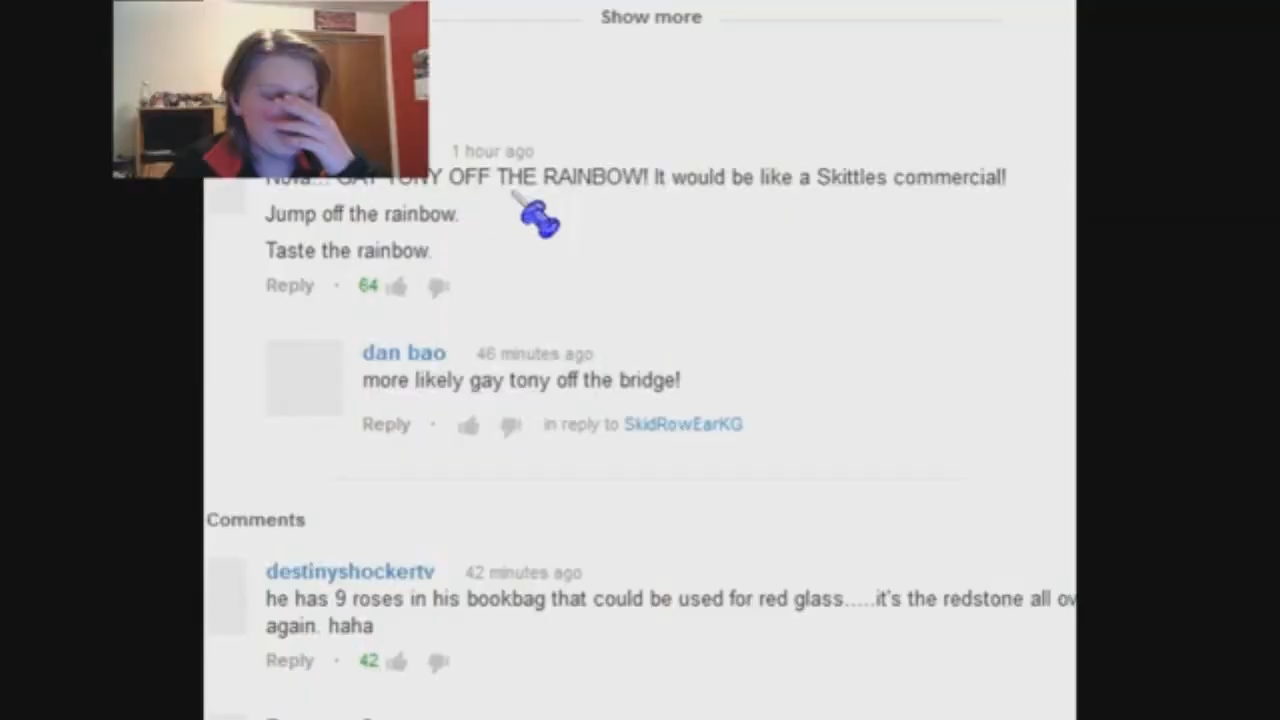 Show more
1 hour ago
OFF THE RAINBOW! It would be like a Skittles commercial!
Jump off the rainbow.
Taste the rainbow.
Reply · 64
dan bao 46 minutes ago
more likely gay tony off the bridge!
Reply · in reply to SkidRowEarKG
Comments
destinyshockertv 42 minutes ago
he has 9 roses in his bookbag that could be used for red glass.....it's the redstone all ov
again. haha
Reply · 42